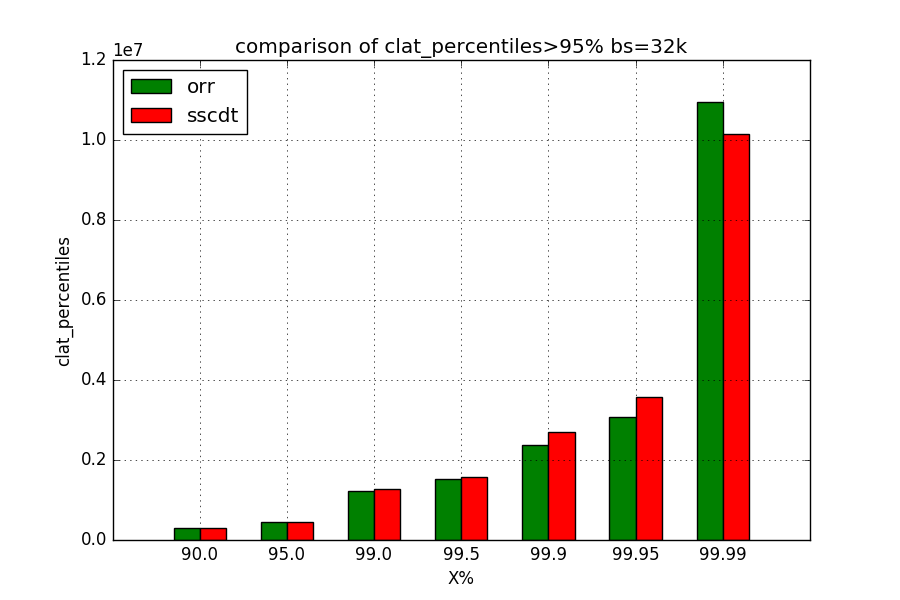 comparison of clat_percentiles>95% bs=32k
1e7
1.2
1.0
0.8
0.6
0.4
0.2
0.0
clat_percentiles
orr
sscdt
90.0 95.0 99.0 99.5 99.9 99.95 99.99
X%